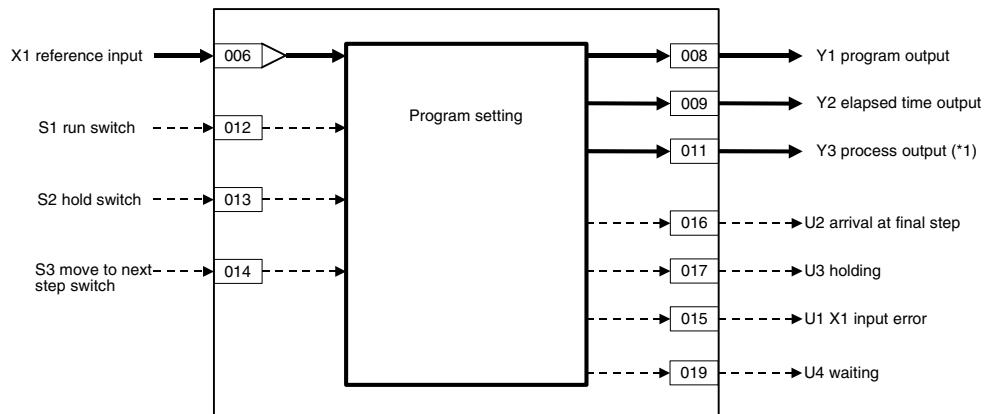 X1 reference input
006
008
Y1 program output
009
Y2 elapsed time output
S1 run switch
012
Program setting
011
Y3 process output (*1)
S2 hold switch
013
016
U2 arrival at final step
S3 move to next
step switch
014
017
U3 holding
015
U1 X1 input error
019
U4 waiting